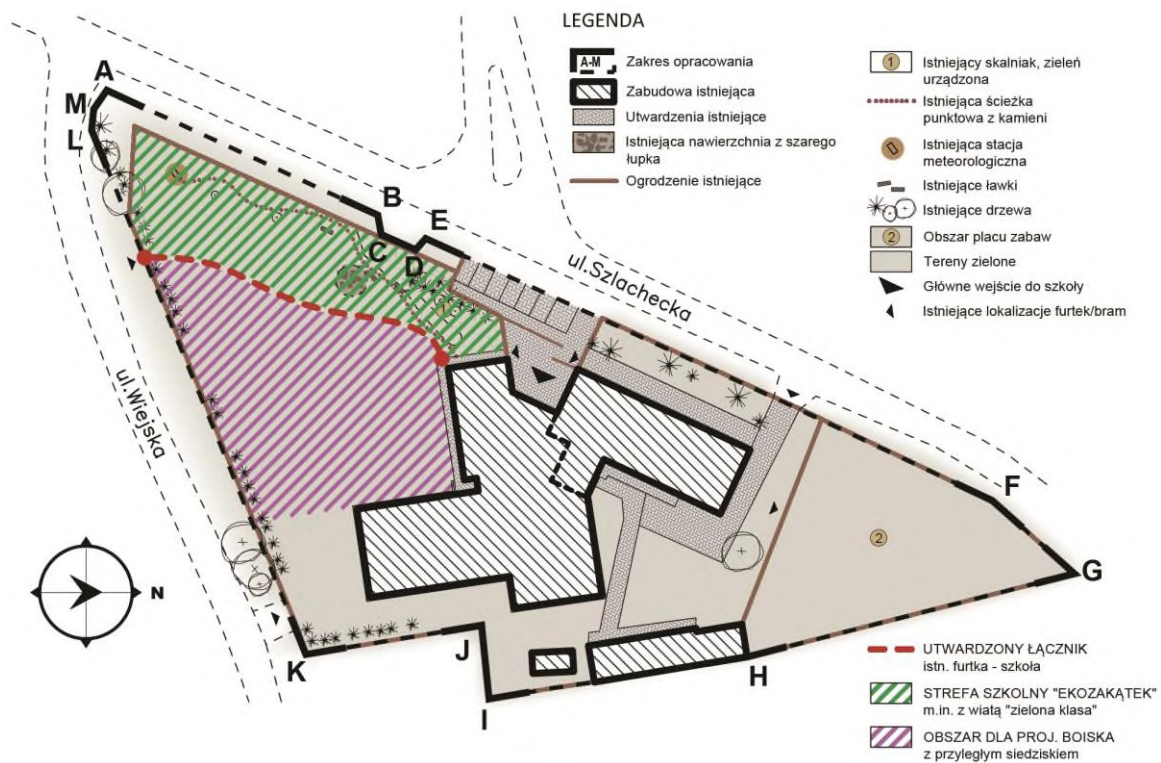 LEGENDA
A-M Zakres opracowania
Zabudowa istniejąca
Utwardzenia istniejące
Istniejąca nawierzchnia z szarego
łupka
Ogrodzenie istniejące
1 Istniejący skalniak, zieleń
urządzona
Istniejąca ścieżka
punktowa z kamieni
Istniejąca stacja
meteorologiczna
Istniejące ławki
Istniejące drzewa
2 Obszar placu zabaw
Tereny zielone
Główne wejście do szkoły
Istniejące lokalizacje furtek/bram
A
M
L
B
E
C
D
1
ul.Szlachecka
ul.Wiejska
F
2
G
N
K
J
H
I
UTWARDZONY ŁĄCZNIK
istn. furtka - szkoła
STREFA SZKOLNY "EKOZAKĄTEK"
m.in. z wiatą "zielona klasa"
OBSZAR DLA PROJ. BOISKA
z przyległym siedziskiem